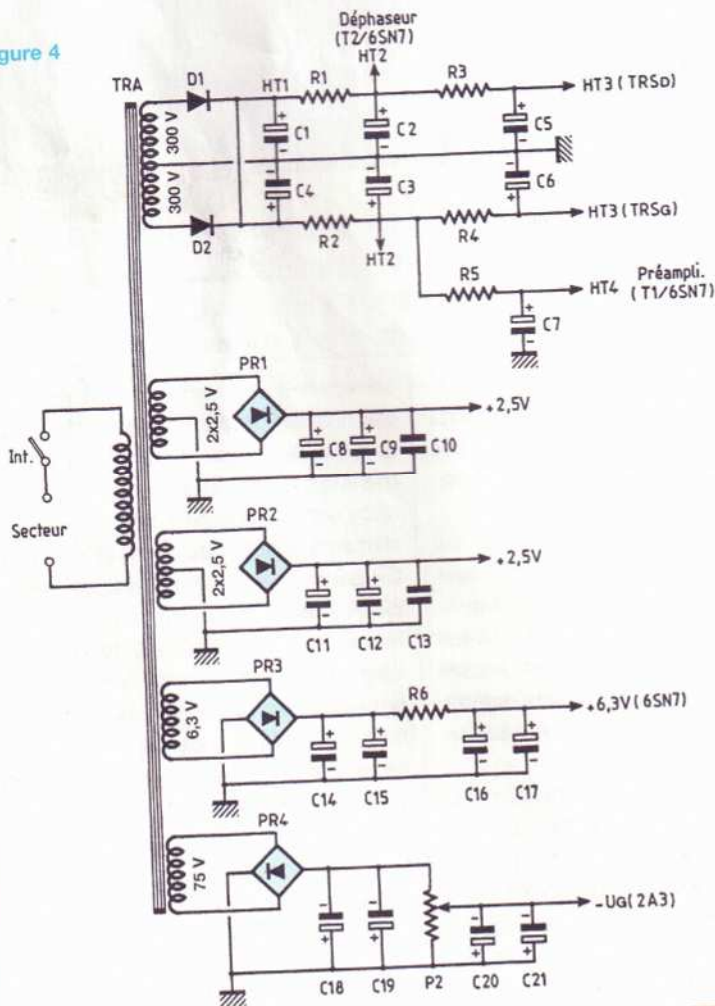 gure 4
Déphaseur
(T2/6SN7)
HT2
TRA
D1
HT1
R1
R3
HT3 (TRSD)
300 V
300 V
+
C1
-
+
C2
-
+
C5
-
-
C4
+
-
C3
+
-
C6
+
D2
R2
HT2
R4
HT3 (TRSG)
R5
HT4
Préampli.
(T1/6SN7)
+
C7
-
PR1
2x2,5 V
+2,5V
+
C8
-
+
C9
-
C10
Int.
Secteur
PR2
2x2,5 V
+2,5V
+
-
+
-
C11
C12
C13
PR3
6,3 V
R6
+6,3V (6SN7)
+
-
+
-
+
-
+
-
C14
C15
C16
C17
PR4
75 V
-UG (2A3)
-
+
-
+
-
+
-
+
C18
C19
P2
C20
C21